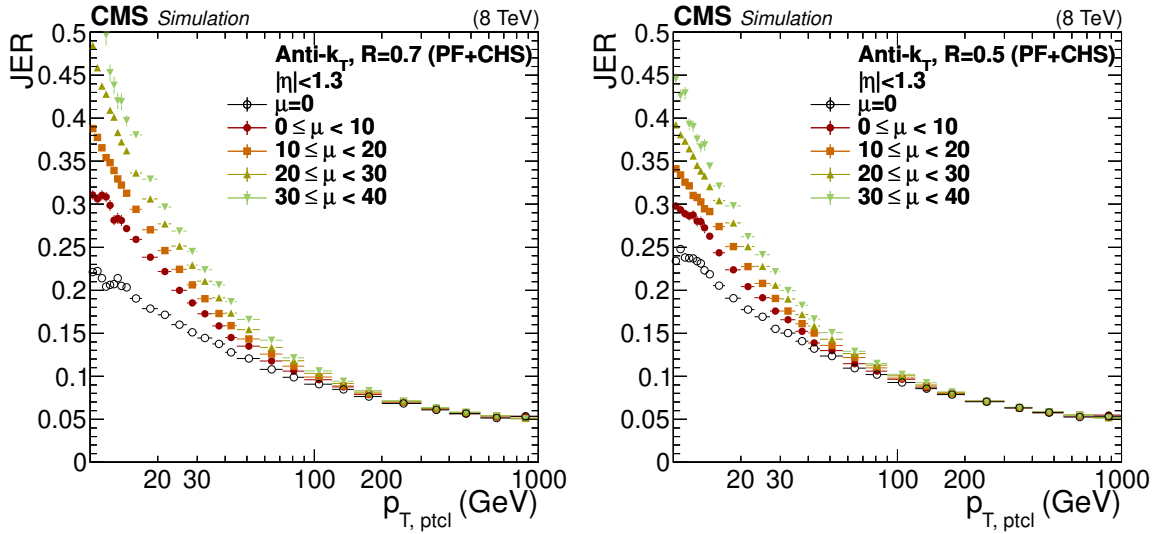 CMS Simulation (8 TeV)
JER
0.5
0.45
0.4
0.35
0.3
0.25
0.2
0.15
0.1
0.05
0
Anti-k_T, R=0.7 (PF+CHS)
|η|<1.3
μ=0
0 ≤ μ < 10
10 ≤ μ < 20
20 ≤ μ < 30
30 ≤ μ < 40
20 30 100 200 1000
p_T, ptcl (GeV)
CMS Simulation (8 TeV)
JER
0.5
0.45
0.4
0.35
0.3
0.25
0.2
0.15
0.1
0.05
0
Anti-k_T, R=0.5 (PF+CHS)
|η|<1.3
μ=0
0 ≤ μ < 10
10 ≤ μ < 20
20 ≤ μ < 30
30 ≤ μ < 40
20 30 100 200 1000
p_T, ptcl (GeV)